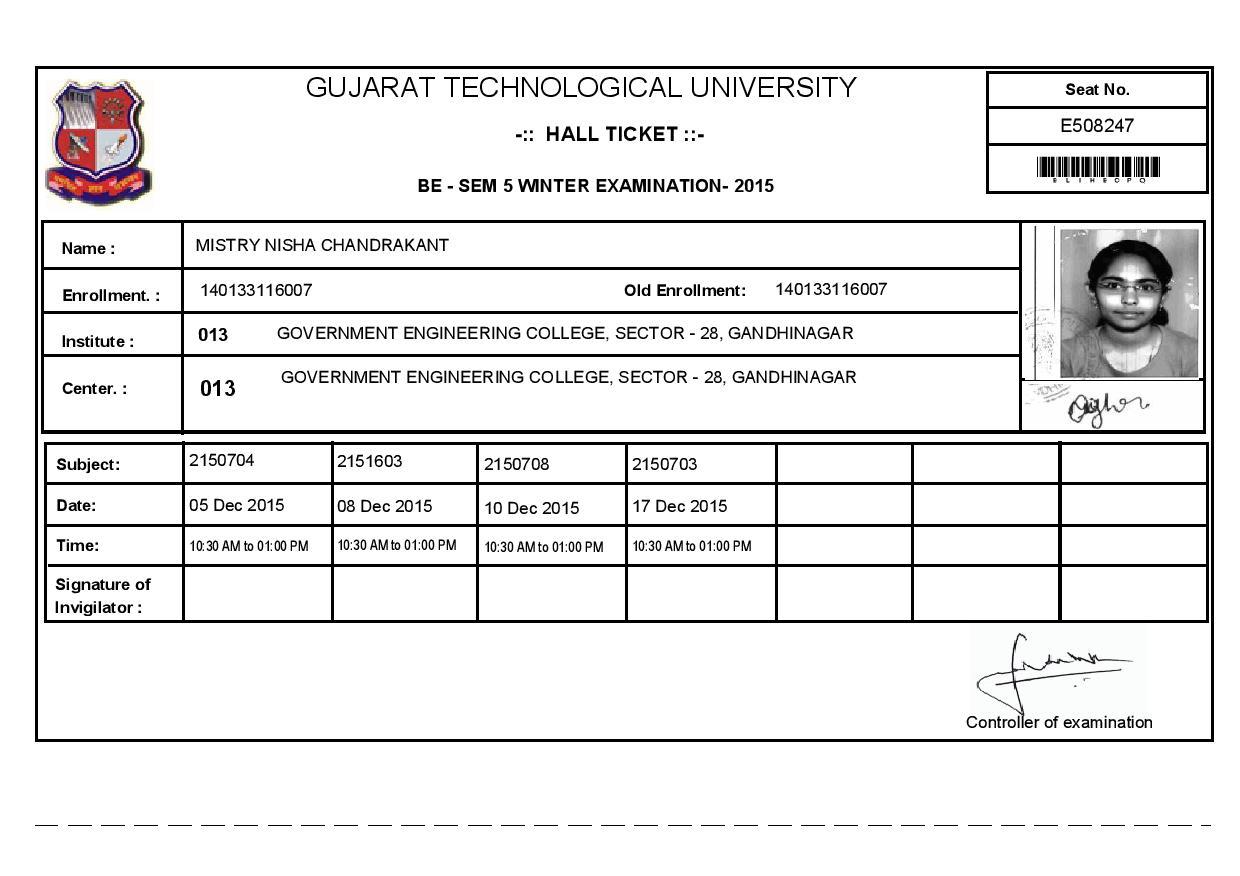 GUJARAT TECHNOLOGICAL UNIVERSITY
-:: HALL TICKET ::-
BE - SEM 5 WINTER EXAMINATION- 2015
Seat No.
E508247
Name : MISTRY NISHA CHANDRAKANT
Enrollment. : 140133116007 Old Enrollment: 140133116007
Institute : 013 GOVERNMENT ENGINEERING COLLEGE, SECTOR - 28, GANDHINAGAR
Center. : 013 GOVERNMENT ENGINEERING COLLEGE, SECTOR - 28, GANDHINAGAR
Subject: 2150704 2151603 2150708 2150703
Date: 05 Dec 2015 08 Dec 2015 10 Dec 2015 17 Dec 2015
Time: 10:30 AM to 01:00 PM 10:30 AM to 01:00 PM 10:30 AM to 01:00 PM 10:30 AM to 01:00 PM
Signature of
Invigilator :
Controller of examination